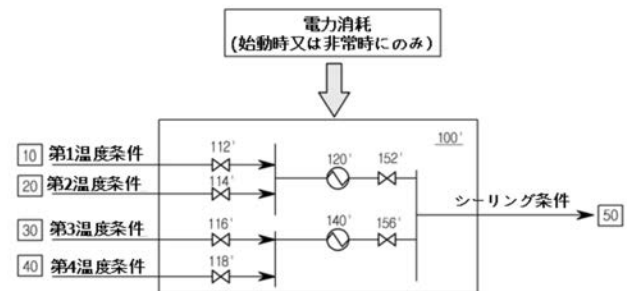 電力消耗
(始動時又は非常時にのみ)
100'
10 第1温度条件
112'
20 第2温度条件
114'
120'
152'
シーリング条件
50
30 第3温度条件
116'
140'
156'
40 第4温度条件
118'